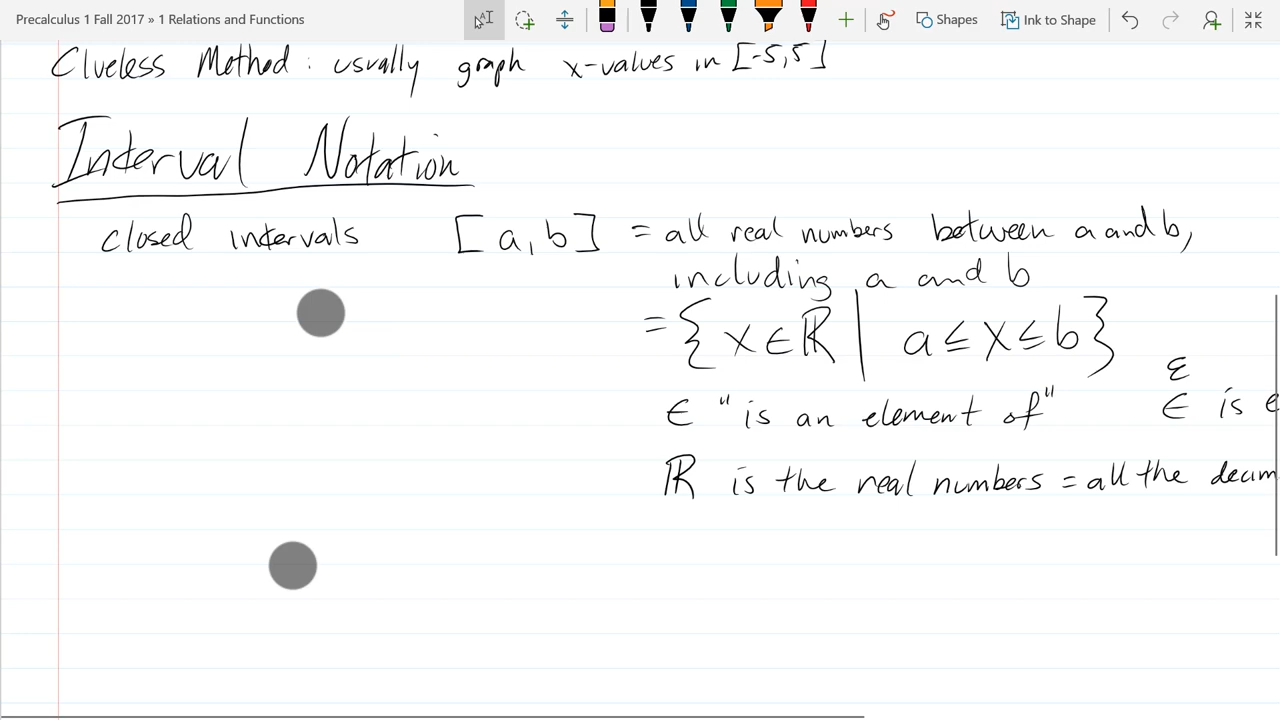 Precalculus 1 Fall 2017 » 1 Relations and Functions
Shapes
Ink to Shape
Clueless Method: usually graph x-values in [-5,5]
Interval Notation
closed intervals [a,b] = all real numbers between a and b,
including a and b
= {x∈ℝ | a≤x≤b}
ε
∈ "is an element of" ∈ is
ℝ is the real numbers = all the decim